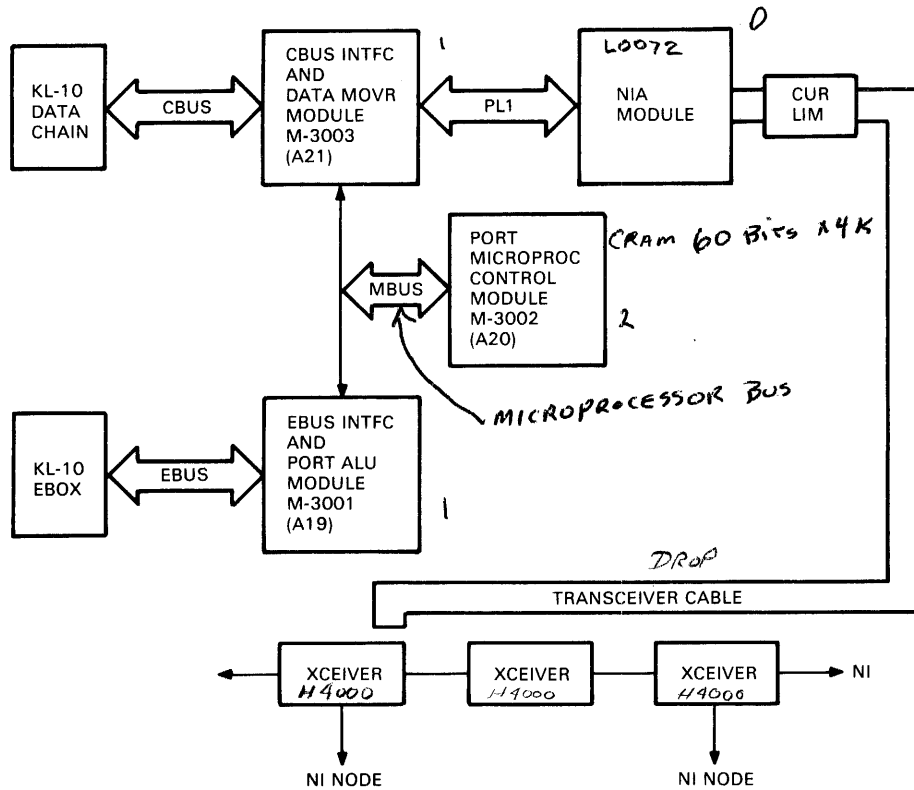 KL-10
DATA
CHAIN
CBUS
CBUS INTFC
AND
DATA MOVR
MODULE
M-3003
(A21)
1
PL1
L0072
NIA
MODULE
0
CUR
LIM
MBUS
PORT
MICROPROC
CONTROL
MODULE
M-3002
(A20)
CRAM 60 Bits x4K
2
MICROPROCESSOR BUS
KL-10
EBOX
EBUS
EBUS INTFC
AND
PORT ALU
MODULE
M-3001
(A19)
1
DROP
TRANSCEIVER CABLE
XCEIVER
H4000
XCEIVER
H4000
XCEIVER
H4000
NI
NI NODE
NI NODE